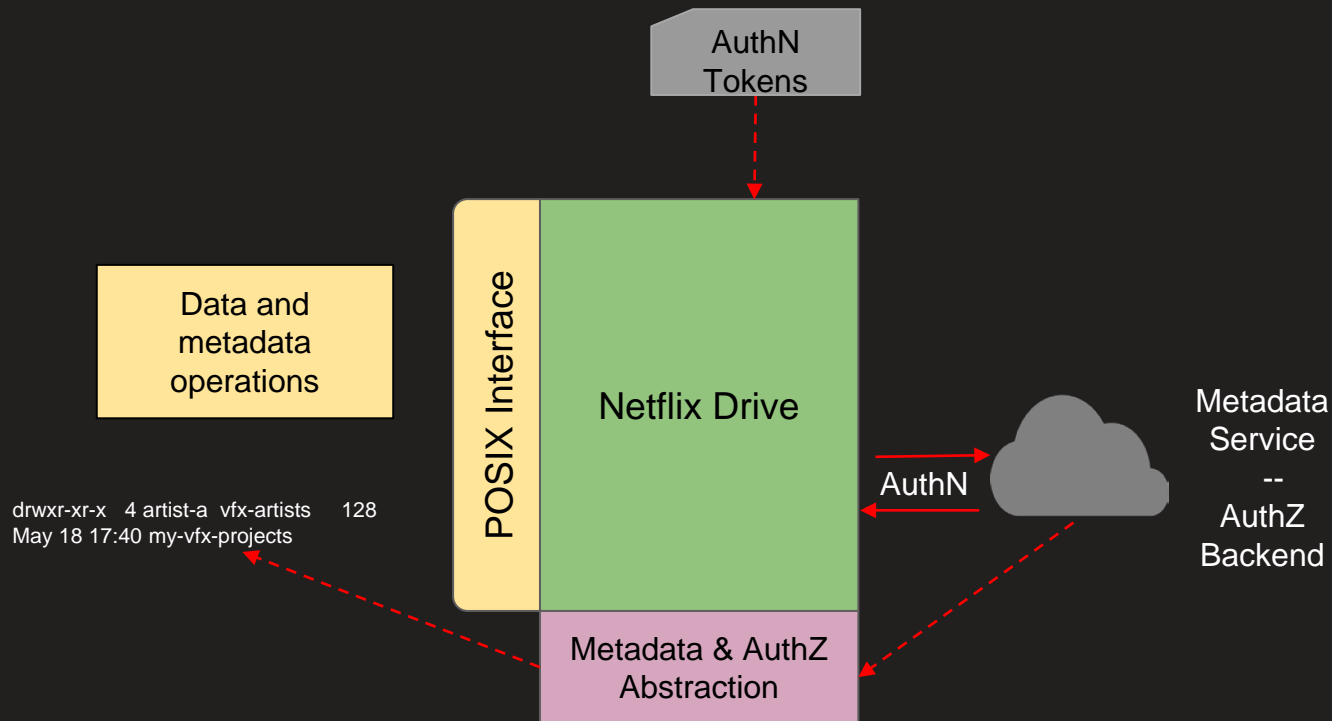 AuthN
Tokens
Data and
metadata
operations
POSIX Interface
Netflix Drive
AuthN
Metadata
Service
--
AuthZ
Backend
drwxr-xr-x 4 artist-a vfx-artists 128
May 18 17:40 my-vfx-projects
Metadata & AuthZ
Abstraction